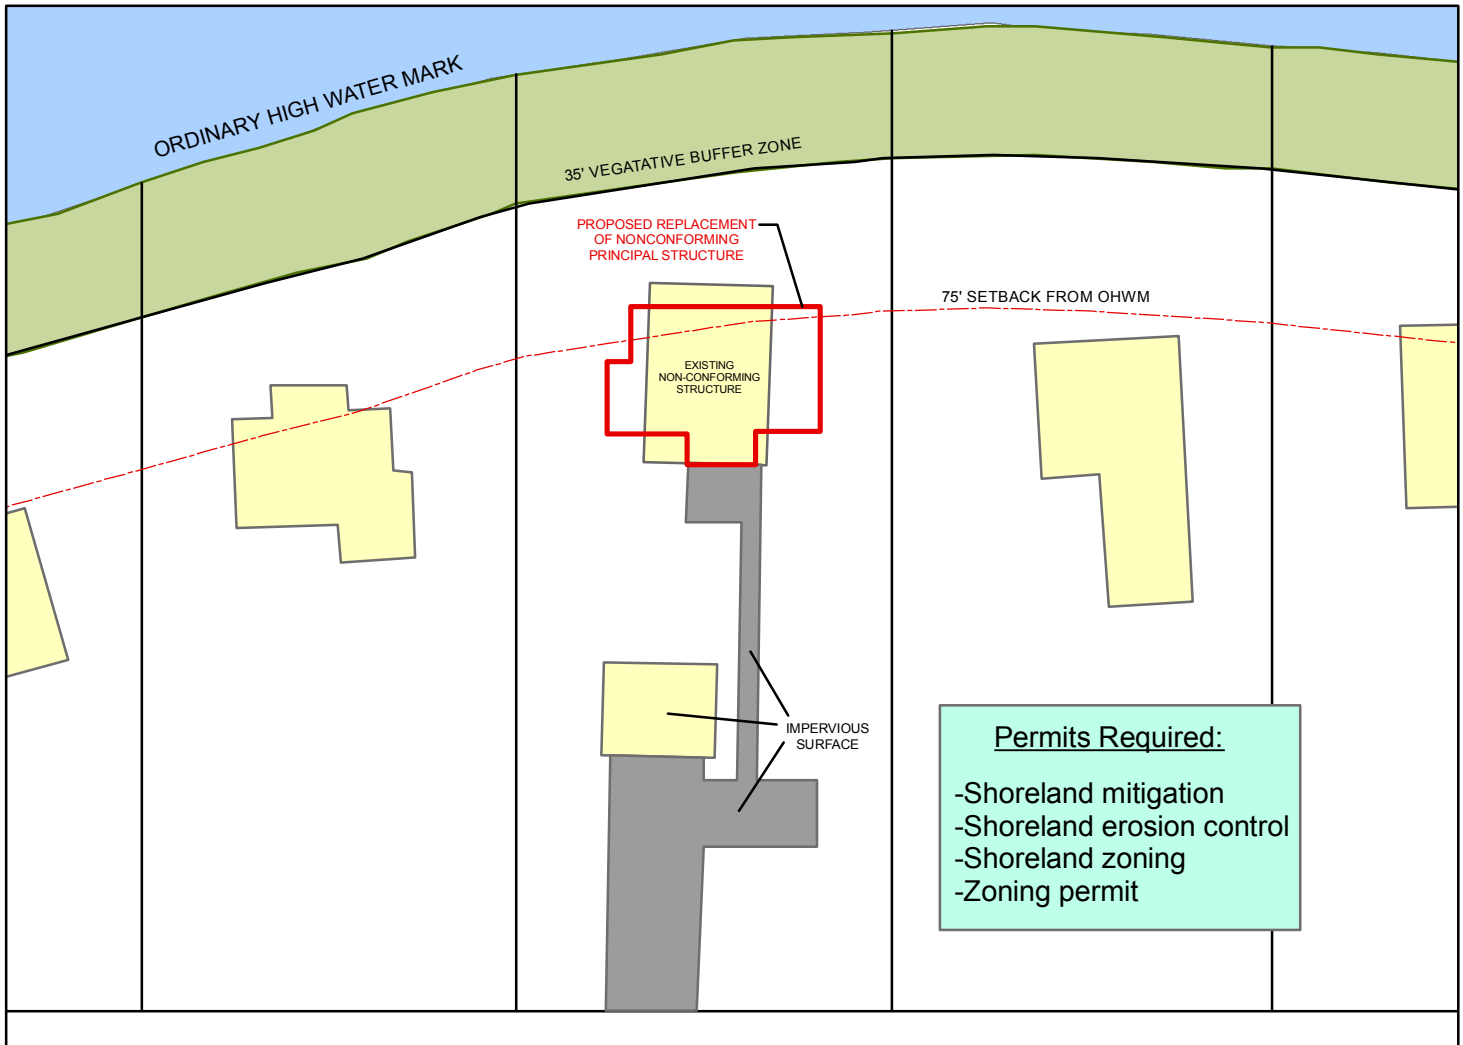 ORDINARY HIGH WATER MARK
35' VEGATATIVE BUFFER ZONE
PROPOSED REPLACEMENT
OF NONCONFORMING
PRINCIPAL STRUCTURE
75' SETBACK FROM OHWM
EXISTING
NON-CONFORMING
STRUCTURE
IMPERVIOUS
SURFACE
Permits Required:
-Shoreland mitigation
-Shoreland erosion control
-Shoreland zoning
-Zoning permit